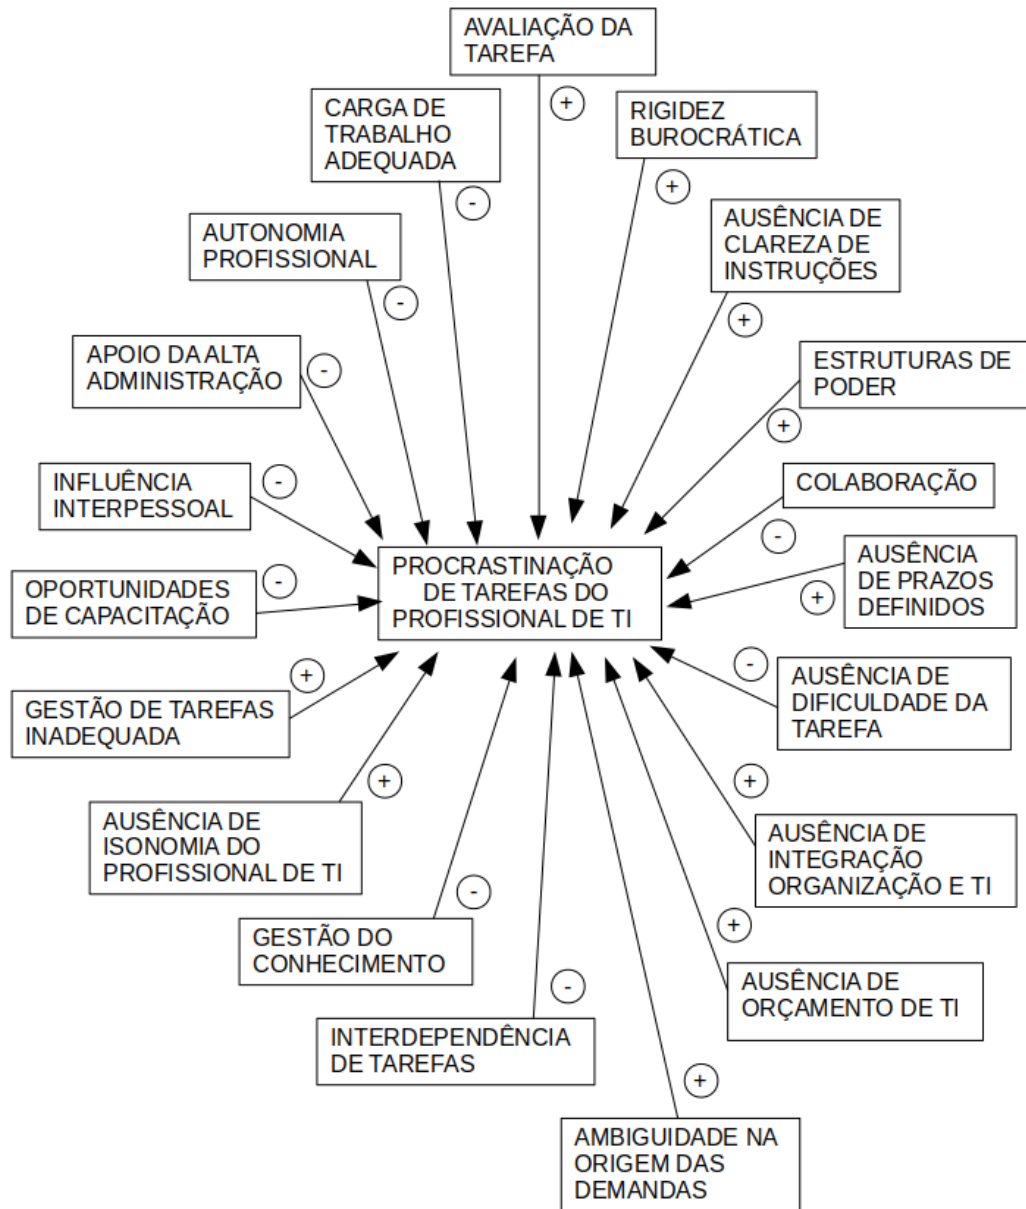 AVALIAÇÃO DA
TAREFA
+
CARGA DE
TRABALHO
ADEQUADA
-
RIGIDEZ
BUROCRÁTICA
+
AUTONOMIA
PROFISSIONAL
-
AUSÊNCIA DE
CLAREZA DE
INSTRUÇÕES
+
APOIO DA ALTA
ADMINISTRAÇÃO
-
ESTRUTURAS DE
PODER
+
INFLUÊNCIA
INTERPESSOAL
-
COLABORAÇÃO
-
PROCRASTINAÇÃO
DE TAREFAS DO
PROFISSIONAL DE TI
OPORTUNIDADES
DE CAPACITAÇÃO
-
AUSÊNCIA
DE PRAZOS
DEFINIDOS
+
GESTÃO DE TAREFAS
INADEQUADA
+
AUSÊNCIA DE
DIFICULDADE DA
TAREFA
-
AUSÊNCIA DE
ISONOMIA DO
PROFISSIONAL DE TI
+
AUSÊNCIA DE
INTEGRAÇÃO
ORGANIZAÇÃO E TI
+
GESTÃO DO
CONHECIMENTO
-
AUSÊNCIA DE
ORÇAMENTO DE TI
+
INTERDEPENDÊNCIA
DE TAREFAS
-
AMBIGUIDADE NA
ORIGEM DAS
DEMANDAS
+